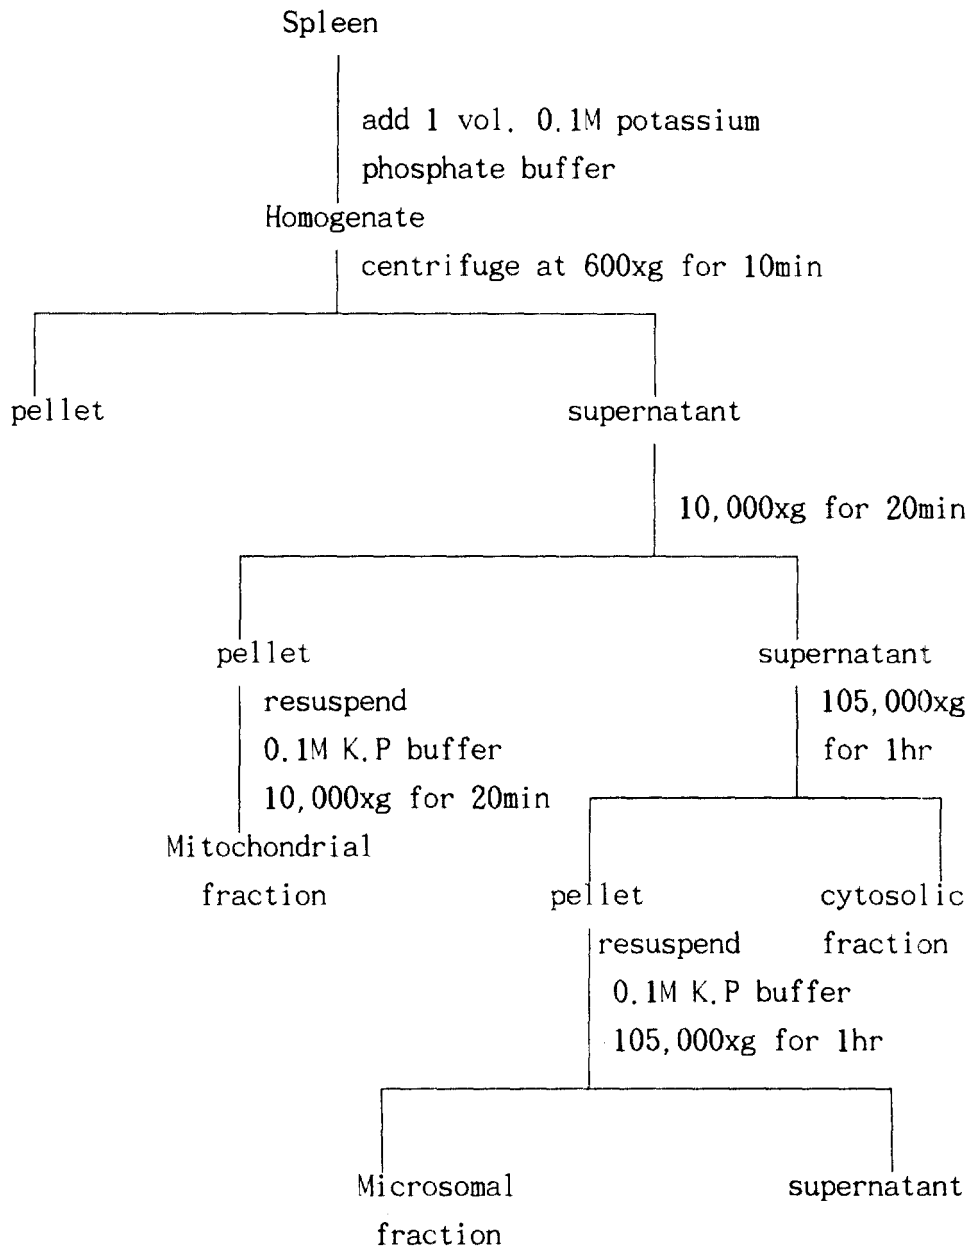 Spleen
add 1 vol. 0.1M potassium
phosphate buffer
Homogenate
centrifuge at 600xg for 10min
pellet
supernatant
10,000xg for 20min
pellet
resuspend
0.1M K.P buffer
10,000xg for 20min
Mitochondrial
fraction
supernatant
105,000xg
for 1hr
pellet
resuspend
0.1M K.P buffer
105,000xg for 1hr
cytosolic
fraction
Microsomal
fraction
supernatant